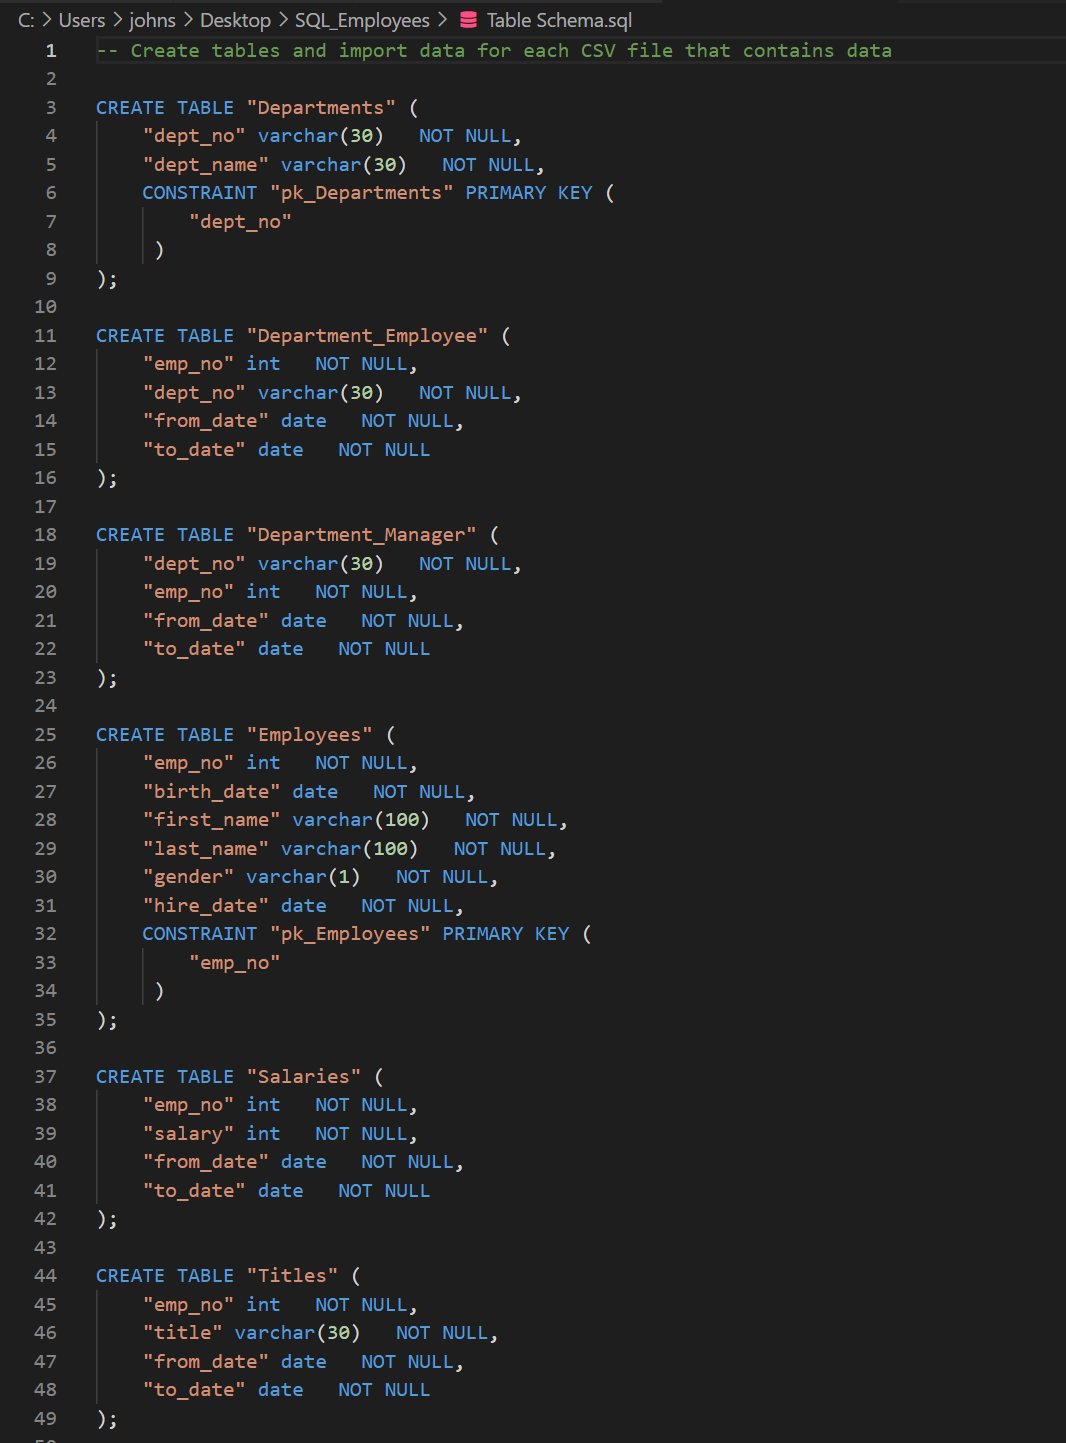 C: > Users > johns > Desktop > SQL_Employees > Table Schema.sql
1 -- Create tables and import data for each CSV file that contains data
2
3 CREATE TABLE "Departments" (
4     "dept_no" varchar(30)   NOT NULL,
5     "dept_name" varchar(30)   NOT NULL,
6     CONSTRAINT "pk_Departments" PRIMARY KEY (
7         "dept_no"
8      )
9 );
10
11 CREATE TABLE "Department_Employee" (
12     "emp_no" int   NOT NULL,
13     "dept_no" varchar(30)   NOT NULL,
14     "from_date" date   NOT NULL,
15     "to_date" date   NOT NULL
16 );
17
18 CREATE TABLE "Department_Manager" (
19     "dept_no" varchar(30)   NOT NULL,
20     "emp_no" int   NOT NULL,
21     "from_date" date   NOT NULL,
22     "to_date" date   NOT NULL
23 );
24
25 CREATE TABLE "Employees" (
26     "emp_no" int   NOT NULL,
27     "birth_date" date   NOT NULL,
28     "first_name" varchar(100)   NOT NULL,
29     "last_name" varchar(100)   NOT NULL,
30     "gender" varchar(1)   NOT NULL,
31     "hire_date" date   NOT NULL,
32     CONSTRAINT "pk_Employees" PRIMARY KEY (
33         "emp_no"
34      )
35 );
36
37 CREATE TABLE "Salaries" (
38     "emp_no" int   NOT NULL,
39     "salary" int   NOT NULL,
40     "from_date" date   NOT NULL,
41     "to_date" date   NOT NULL
42 );
43
44 CREATE TABLE "Titles" (
45     "emp_no" int   NOT NULL,
46     "title" varchar(30)   NOT NULL,
47     "from_date" date   NOT NULL,
48     "to_date" date   NOT NULL
49 );